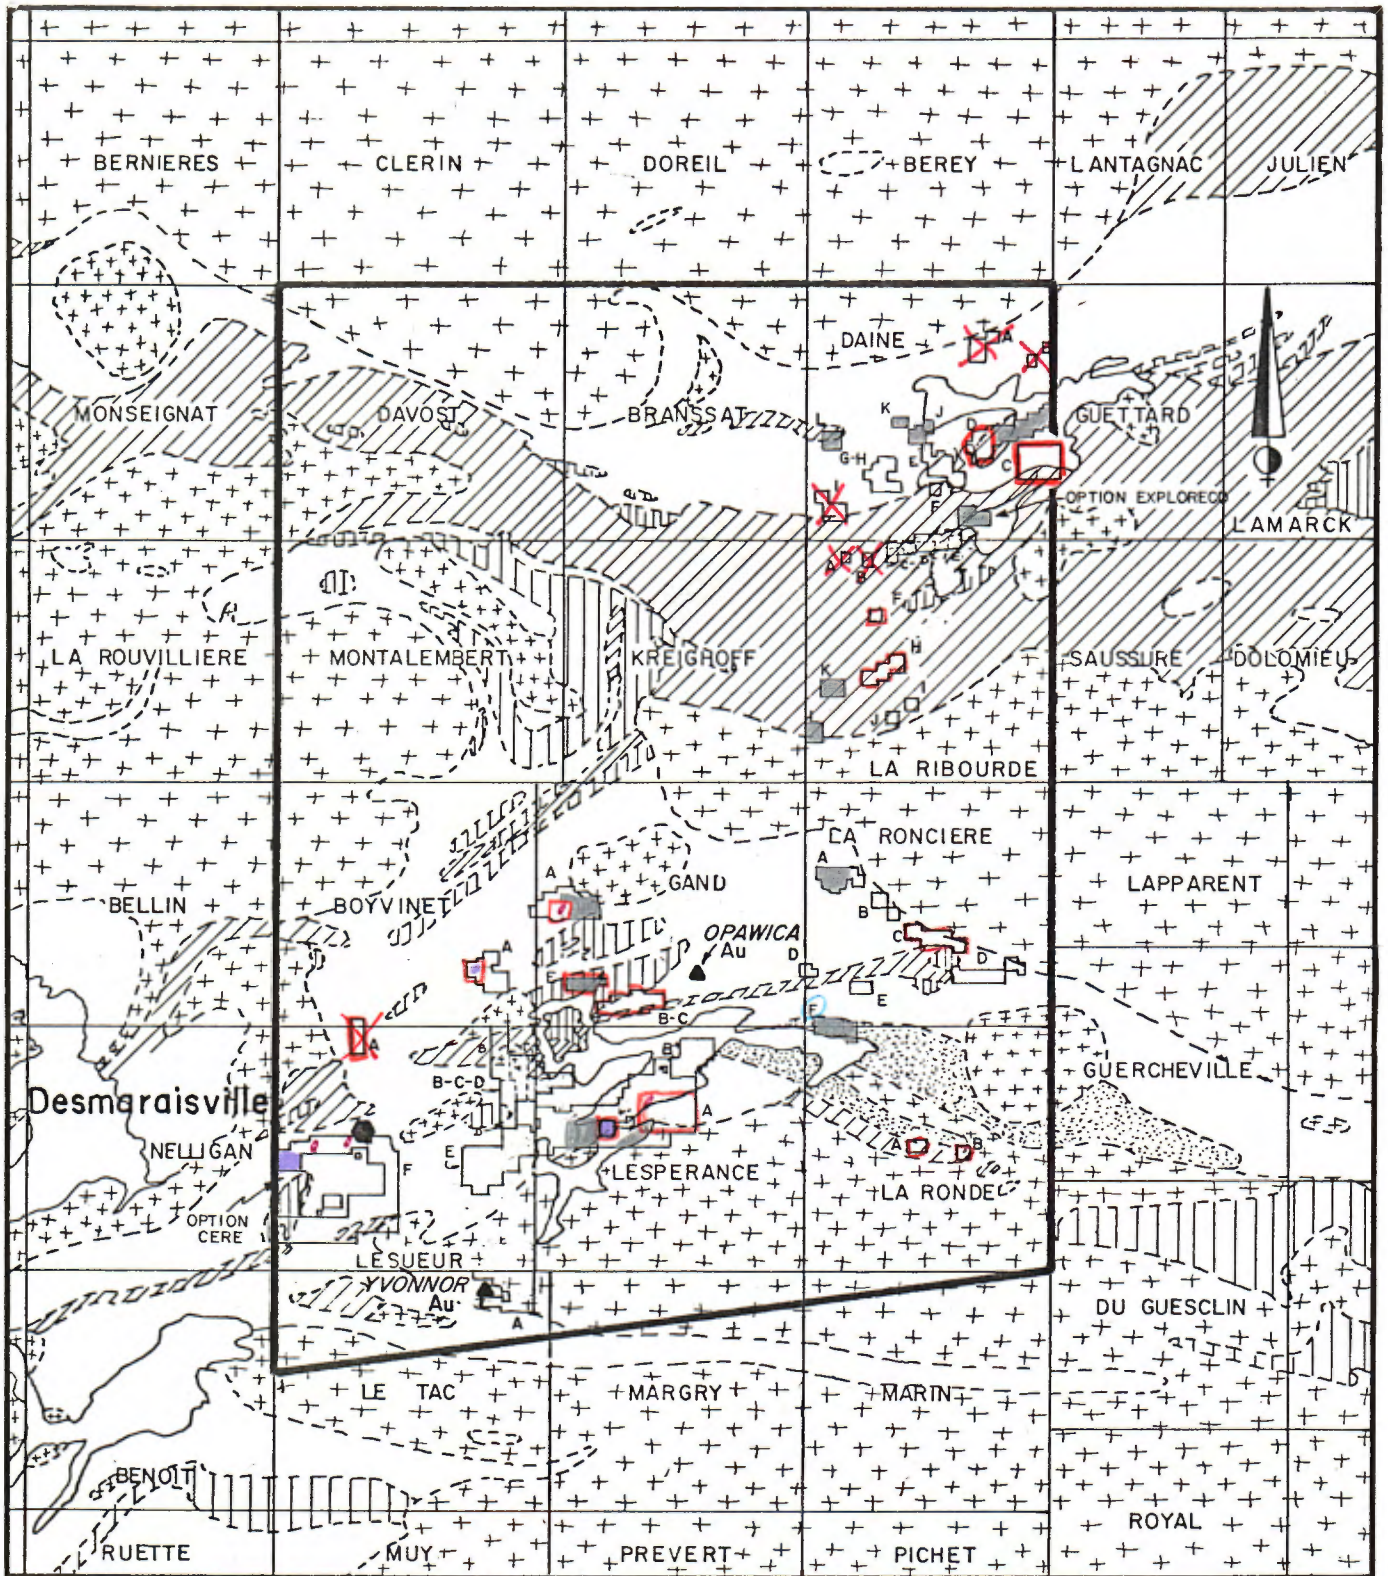 BERNIERES
CLERIN
DOREIL
BEREY
LANTAGNAC
JULIEN
DAINE
A
B
MONSEIGNAT
DAVOST
BRANSSAT
L
K
J
D
GUETTARD
G-H
E
C
I
F
OPTION EXPLORECO
LAMARCK
A
B
F
LA ROUVILLIERE
MONTALEMBERT
KREIGHOFF
H
SAUSSURE
DOLOMIEU
K
I
J
LA RIBOURDE
LA RONCIERE
A
A
GAND
LAPPARENT
BELLIN
BOYVINET
B
OPAWICA
Au
C
A
D
D
E
E
B-C
F
A
B
B
GUERCHEVILLE
B-C-D
Desmaraisville
A
NELLIGAN
F
E
A
B
LESPERANCE
LA RONDE
OPTION
CERE
LESUEUR
YVONNOR
Au
A
DU GUESCLIN
LE TAC
MARGRY
MARIN
BENOIT
ROYAL
RUETTE
MUY
PREVERT
PICHET